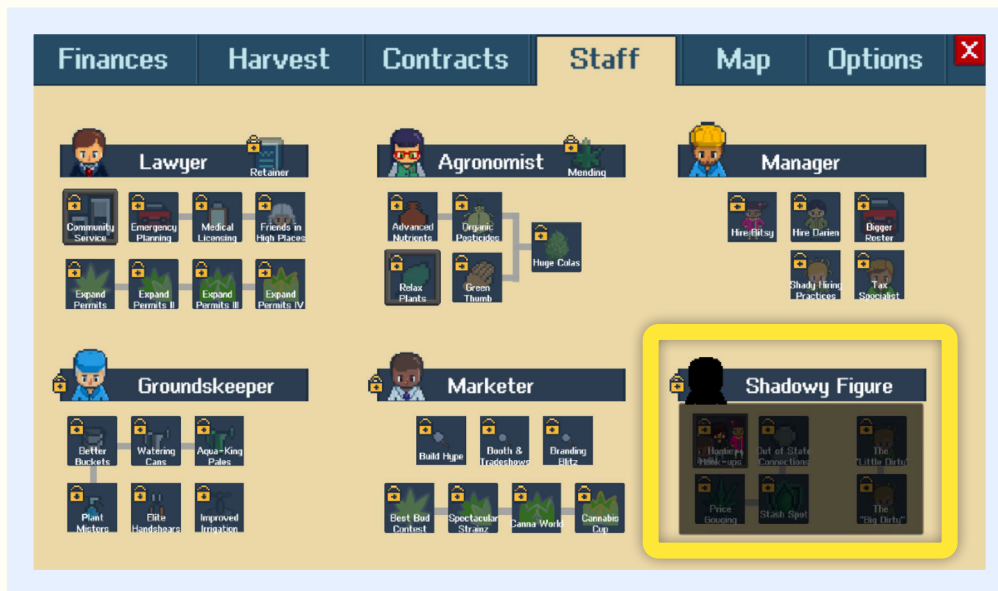 Finances Harvest Contracts Staff Map Options X
Lawyer
Retainer
Community
Service
Emergency
Planning
Medical
Licensing
Friends in
High Places
Expand
Permits
Expand
Permits II
Expand
Permits III
Expand
Permits IV
Agronomist
Mending
Advanced
Nutrients
Organic
Pesticides
Huge Colas
Relax
Plants
Green
Thumb
Manager
Hire Bitsy
Hire Darien
Bigger
Roster
Shady Hiring
Practices
Tax
Specialist
Groundskeeper
Better
Buckets
Watering
Cans
Aqua-King
Pales
Plant
Misters
Elite
Handshears
Improved
Irrigation
Marketer
Build Hype
Booth &
Tradeshows
Branding
Blitz
Best Bud
Contest
Spectacular
Strainz
Canna World
Cannabis
Cup
Shadowy Figure
Hook-ups
Out of State
Connections
The
"Little Dirty"
Price
Gouging
Stash Spot
The
"Big Dirty"